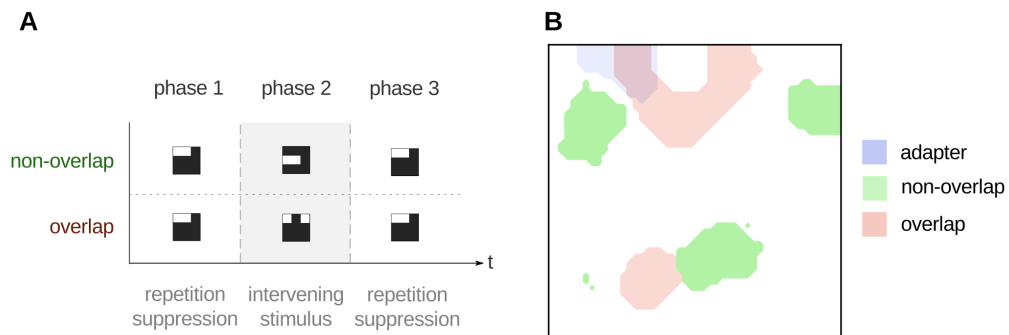 A
B
phase 1
phase 2
phase 3
non-overlap
overlap
t
repetition
suppression
intervening
stimulus
repetition
suppression
adapter
non-overlap
overlap